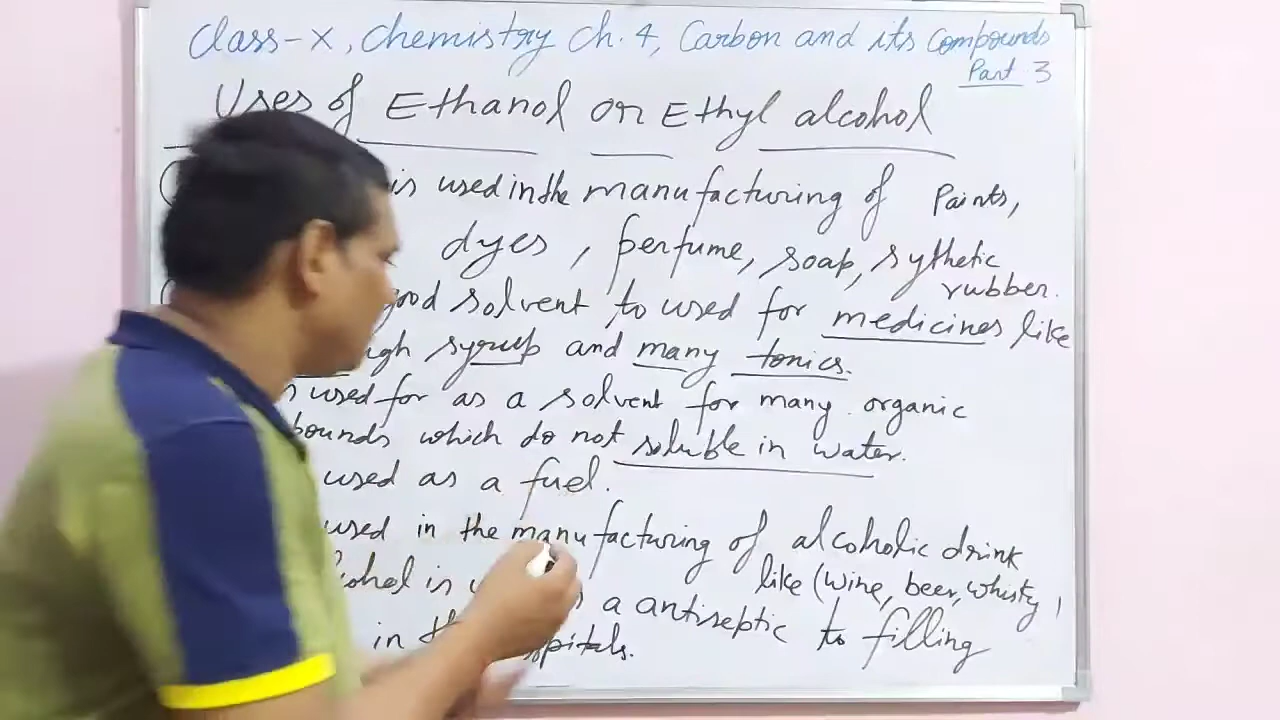 Class-X, Chemistry Ch. 4, Carbon and its Compounds
Part 3
Uses of Ethanol or Ethyl alcohol
is used in the manufacturing of Paints,
dyes, perfume, soap, sythetic
rubber.
good solvent to used for medicines like
syrup and many tonics.
used for as a solvent for many organic
which do not soluble in water.
used as a fuel.
used in the manufacturing of alcoholic drink
like (wine, beer, whisty,
is a antiseptic to filling
in